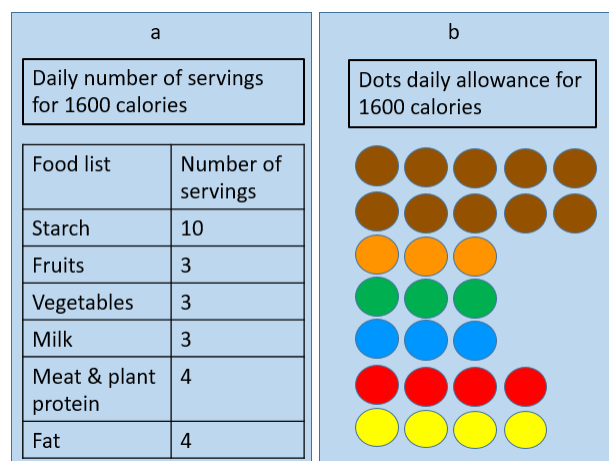 a
Daily number of servings
for 1600 calories
Food list
Number of
servings
Starch
10
Fruits
3
Vegetables
3
Milk
3
Meat & plant
protein
4
Fat
4
b
Dots daily allowance for
1600 calories